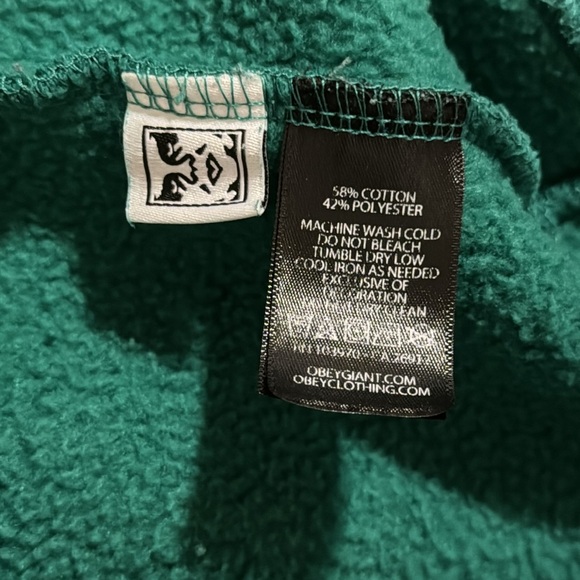 58% COTTON
42% POLYESTER
MACHINE WASH COLD
DO NOT BLEACH
TUMBLE DRY LOW
COOL IRON AS NEEDED
EXCLUSIVE OF
DECORATION
CLEAN
OBEYGIANT.COM
OBEYCLOTHING.COM